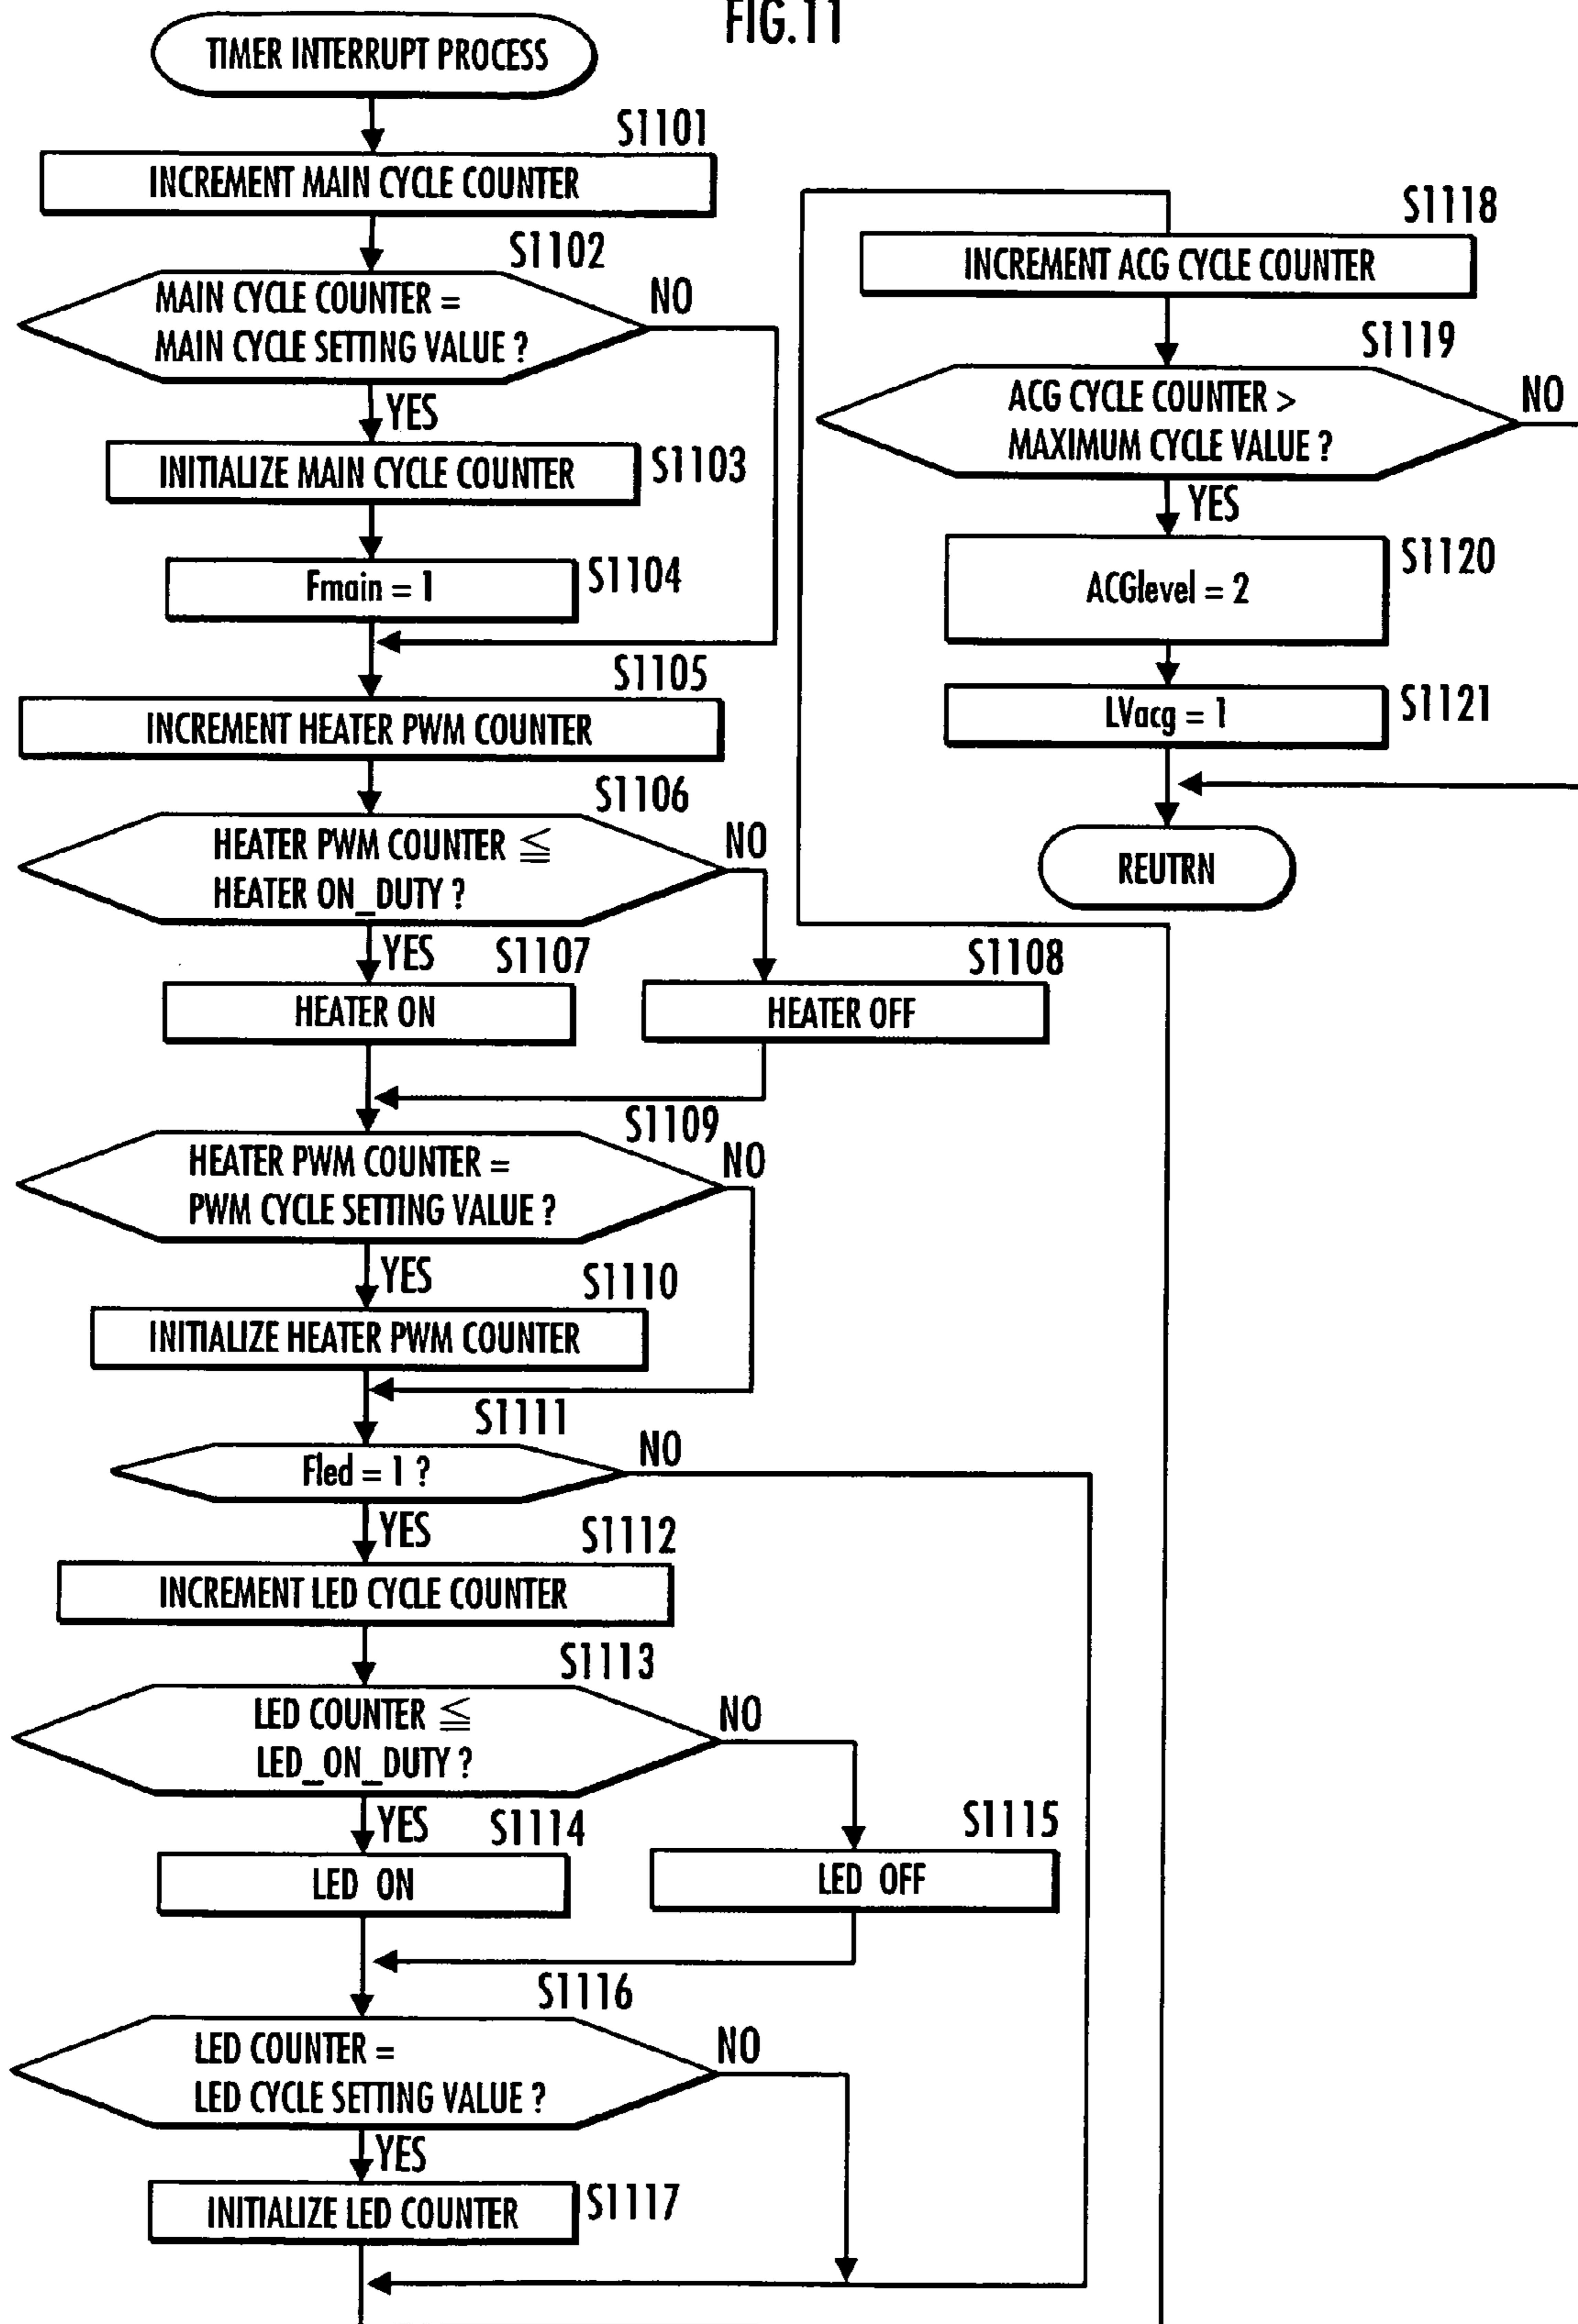 FIG.11
TIMER INTERRUPT PROCESS
S1101
INCREMENT MAIN CYCLE COUNTER
S1102
MAIN CYCLE COUNTER =
MAIN CYCLE SETTING VALUE ?
NO
YES
INITIALIZE MAIN CYCLE COUNTER
S1103
Fmain = 1
S1104
S1105
INCREMENT HEATER PWM COUNTER
S1106
HEATER PWM COUNTER ≦
HEATER ON_DUTY ?
NO
YES
S1107
HEATER ON
S1108
HEATER OFF
S1109
HEATER PWM COUNTER =
PWM CYCLE SETTING VALUE ?
NO
YES
S1110
INITIALIZE HEATER PWM COUNTER
S1111
Fled = 1 ?
NO
YES
S1112
INCREMENT LED CYCLE COUNTER
S1113
LED COUNTER ≦
LED_ON_DUTY ?
NO
YES
S1114
LED ON
S1115
LED OFF
S1116
LED COUNTER =
LED CYCLE SETTING VALUE ?
NO
YES
INITIALIZE LED COUNTER
S1117
S1118
INCREMENT ACG CYCLE COUNTER
S1119
ACG CYCLE COUNTER >
MAXIMUM CYCLE VALUE ?
NO
YES
S1120
ACGlevel = 2
LVacg = 1
S1121
REUTRN